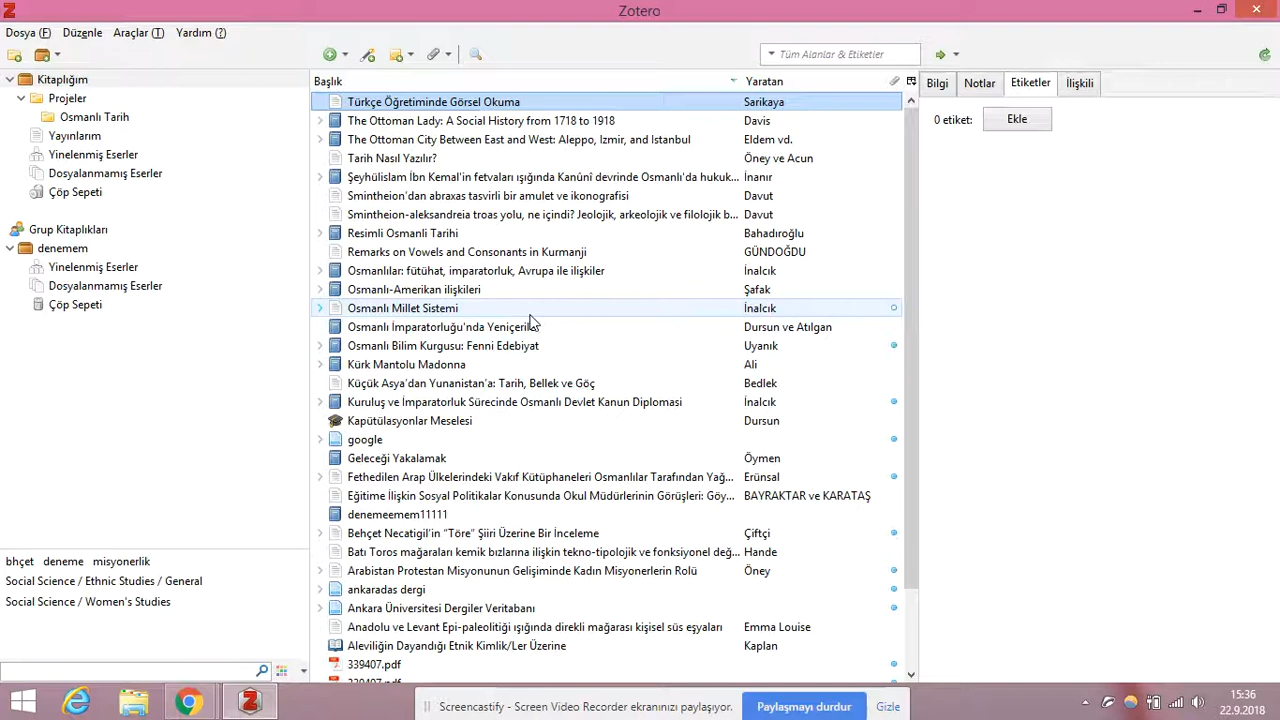 Zotero
Dosya (F) Düzenle Araçlar (T) Yardım (?)
Tüm Alanlar & Etiketler
Kitaplığım
Projeler
Osmanlı Tarih
Yayınlarım
Yinelenmiş Eserler
Dosyalanmamış Eserler
Çöp Sepeti
Grup Kitaplıkları
denemem
Yinelenmiş Eserler
Dosyalanmamış Eserler
Çöp Sepeti
bhçet deneme misyonerlik
Social Science / Ethnic Studies / General
Social Science / Women's Studies
Başlık Yaratan
Türkçe Öğretiminde Görsel Okuma Sarikaya
The Ottoman Lady: A Social History from 1718 to 1918 Davis
The Ottoman City Between East and West: Aleppo, Izmir, and Istanbul Eldem vd.
Tarih Nasıl Yazılır? Öney ve Acun
Şeyhülislam İbn Kemal'in fetvaları ışığında Kanûnî devrinde Osmanlı'da hukuk... İnanır
Smintheion'dan abraxas tasvirli bir amulet ve ikonografisi Davut
Smintheion-aleksandreia troas yolu, ne içindi? Jeolojik, arkeolojik ve filolojik b... Davut
Resimli Osmanli Tarihi Bahadıroğlu
Remarks on Vowels and Consonants in Kurmanji GÜNDOĞDU
Osmanlılar: fütühat, imparatorluk, Avrupa ile ilişkiler İnalcık
Osmanlı-Amerikan ilişkileri Şafak
Osmanlı Millet Sistemi İnalcık
Osmanlı İmparatorluğu'nda Yeniçerile Dursun ve Atılgan
Osmanlı Bilim Kurgusu: Fenni Edebiyat Uyanık
Kürk Mantolu Madonna Ali
Küçük Asya'dan Yunanistan'a: Tarih, Bellek ve Göç Bedlek
Kuruluş ve İmparatorluk Sürecinde Osmanlı Devlet Kanun Diplomasi İnalcık
Kapütülasyonlar Meselesi Dursun
google
Geleceği Yakalamak Öymen
Fethedilen Arap Ülkelerindeki Vakıf Kütüphaneleri Osmanlılar Tarafından Yağ... Erünsal
Eğitime İlişkin Sosyal Politikalar Konusunda Okul Müdürlerinin Görüşleri: Göy... BAYRAKTAR ve KARATAŞ
denemeemem11111
Behçet Necatigil'in “Töre” Şiiri Üzerine Bir İnceleme Çiftçi
Batı Toros mağaraları kemik bızlarına ilişkin tekno-tipolojik ve fonksiyonel değ... Hande
Arabistan Protestan Misyonunun Gelişiminde Kadın Misyonerlerin Rolü Öney
ankaradas dergi
Ankara Üniversitesi Dergiler Veritabanı
Anadolu ve Levant Epi-paleolitiği ışığında direkli mağarası kişisel süs eşyaları Emma Louise
Aleviliğin Dayandığı Etnik Kimlik/Ler Üzerine Kaplan
339407.pdf
339407.pdf
Bilgi Notlar Etiketler İlişkili
0 etiket: Ekle
Screencastify - Screen Video Recorder ekranınızı paylaşıyor. Paylaşmayı durdur Gizle
15:36
22.9.2018